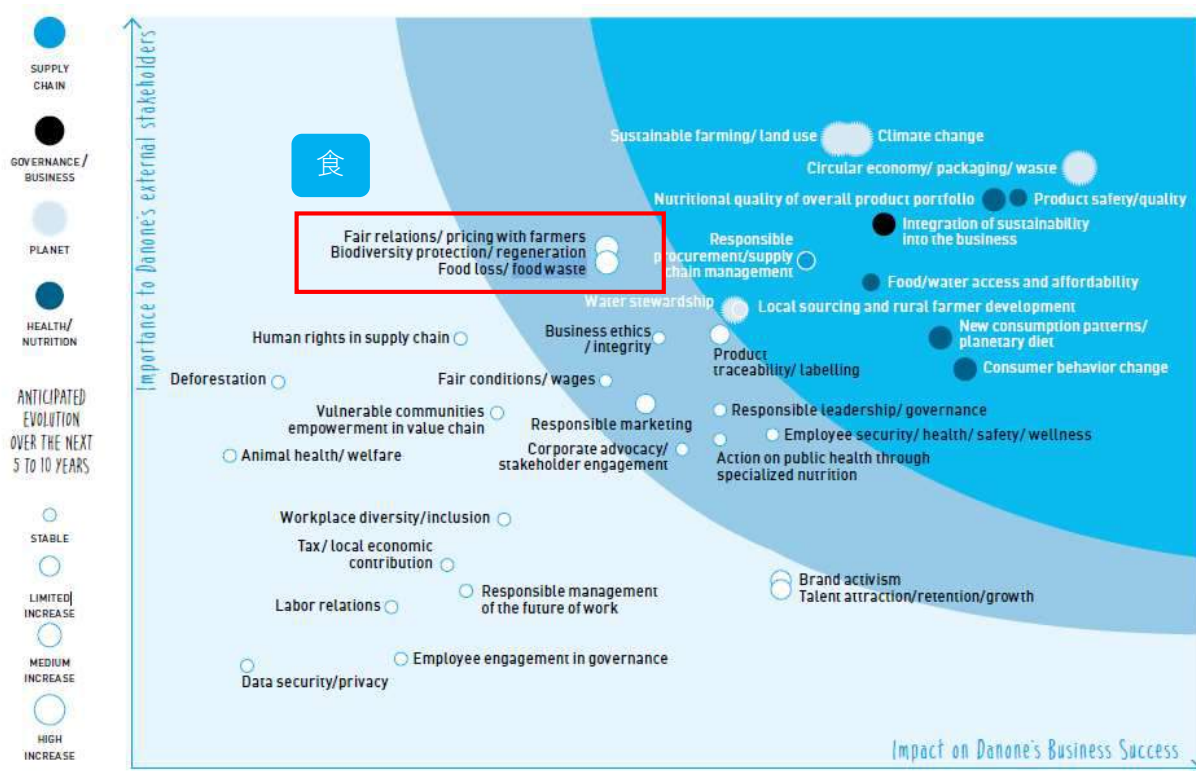 SUPPLY
CHAIN
GOVERNANCE/
BUSINESS
PLANET
HEALTH/
NUTRITION
ANTICIPATED
EVOLUTION
OVER THE NEXT
5 TO 10 YEARS
STABLE
LIMITED
INCREASE
MEDIUM
INCREASE
HIGH
INCREASE
Importance to Danone's external stakeholders
食
Sustainable farming/ land use
Climate change
Circular economy/ packaging/ waste
Nutritional quality of overall product portfolio
Product safety/quality
Integration of sustainability
into the business
Fair relations/ pricing with farmers
Biodiversity protection/ regeneration
Food loss/ food waste
Responsible
procurement/supply
chain management
Food/water access and affordability
Water stewardship
Local sourcing and rural farmer development
Human rights in supply chain
Business ethics
/ integrity
Product
traceability/ labelling
New consumption patterns/
planetary diet
Consumer behavior change
Deforestation
Fair conditions/ wages
Vulnerable communities
empowerment in value chain
Responsible marketing
Responsible leadership/ governance
Employee security/ health/ safety/ wellness
Animal health/ welfare
Corporate advocacy/
stakeholder engagement
Action on public health through
specialized nutrition
Workplace diversity/inclusion
Tax/ local economic
contribution
Labor relations
Responsible management
of the future of work
Brand activism
Talent attraction/retention/growth
Employee engagement in governance
Data security/privacy
Impact on Danone's Business Success